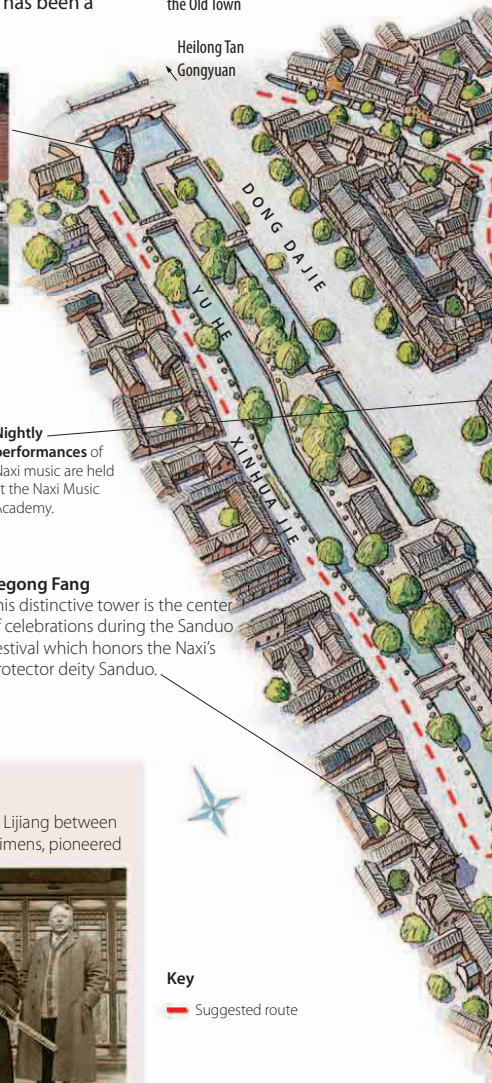 has been a
the Old Town
Heilong Tan
Gongyuan
DONG DAJIE
YU HE
XINHUA JIE
performances of
Naxi music are held
at the Naxi Music
Academy.
egong Fang
his distinctive tower is the center
f celebrations during the Sanduo
estival which honors the Naxi’s
rotector deity Sanduo.
Lijiang between
imens, pioneered
Key
Suggested route